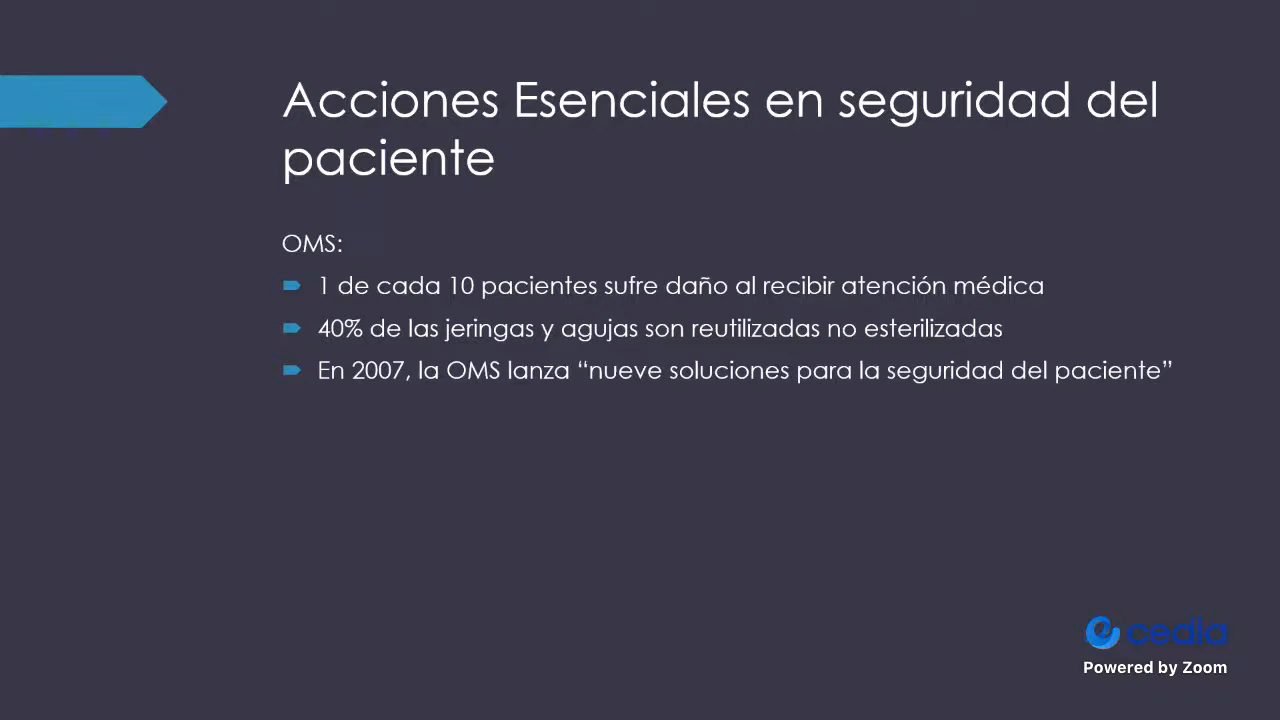 Acciones Esenciales en seguridad del
paciente
OMS:
1 de cada 10 pacientes sufre daño al recibir atención médica
40% de las jeringas y agujas son reutilizadas no esterilizadas
En 2007, la OMS lanza “nueve soluciones para la seguridad del paciente”
cedia
Powered by Zoom